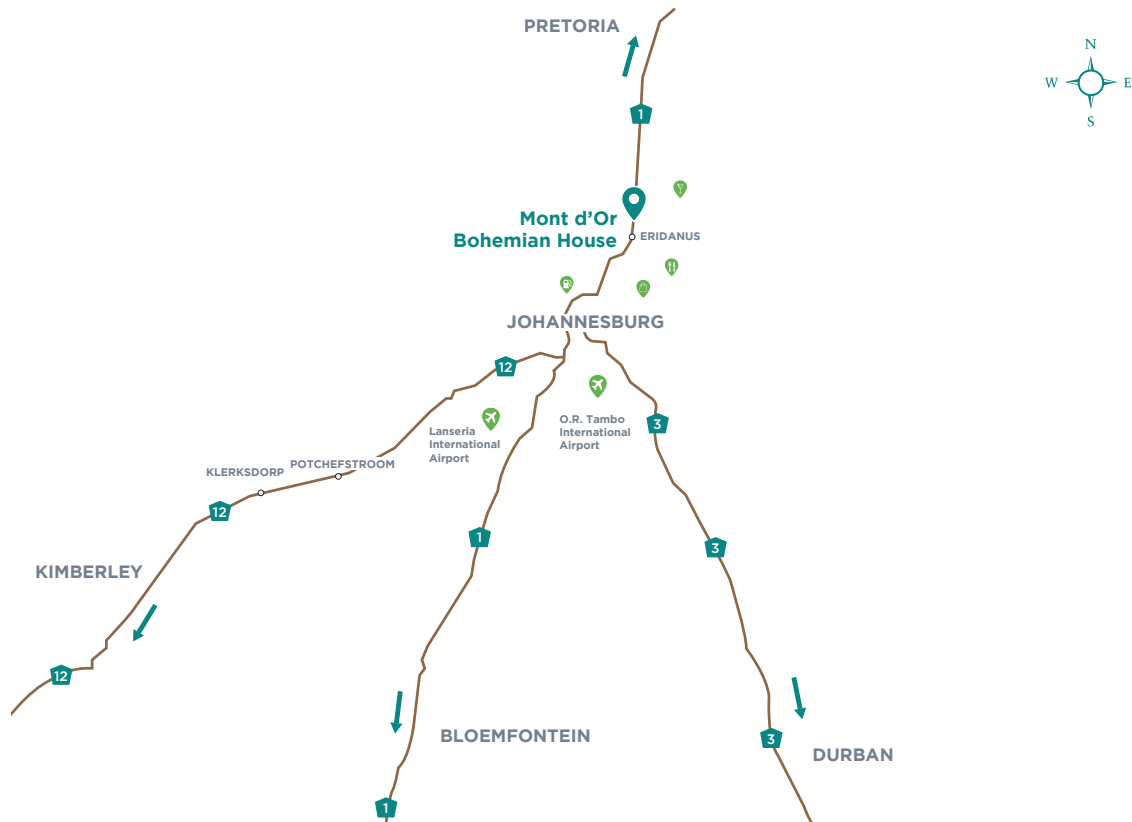 PRETORIA
N
W
E
S
1
Mont d'Or
Bohemian House
ERIDANUS
JOHANNESBURG
12
Lanseria
International
Airport
O.R. Tambo
International
Airport
3
KLERKSDORP
POTCHEFSTROOM
12
1
3
KIMBERLEY
12
BLOEMFONTEIN
3
DURBAN
1